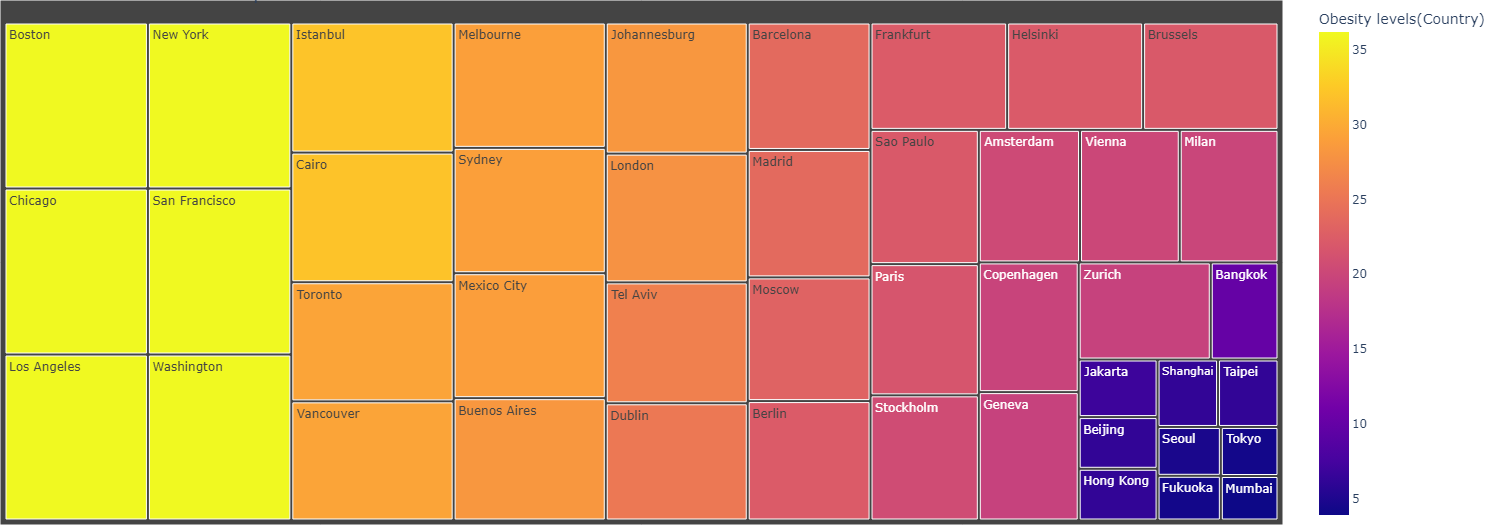 Obesity levels(Country)
Boston
New York
Istanbul
Melbourne
Johannesburg
Barcelona
Frankfurt
Helsinki
Brussels
Sao Paulo
Amsterdam
Vienna
Milan
Cairo
Sydney
London
Madrid
Chicago
San Francisco
Toronto
Mexico City
Tel Aviv
Moscow
Paris
Copenhagen
Zurich
Bangkok
Los Angeles
Washington
Vancouver
Buenos Aires
Dublin
Berlin
Stockholm
Geneva
Jakarta
Shanghai
Taipei
Beijing
Seoul
Tokyo
Hong Kong
Fukuoka
Mumbai
35
30
25
20
15
10
5